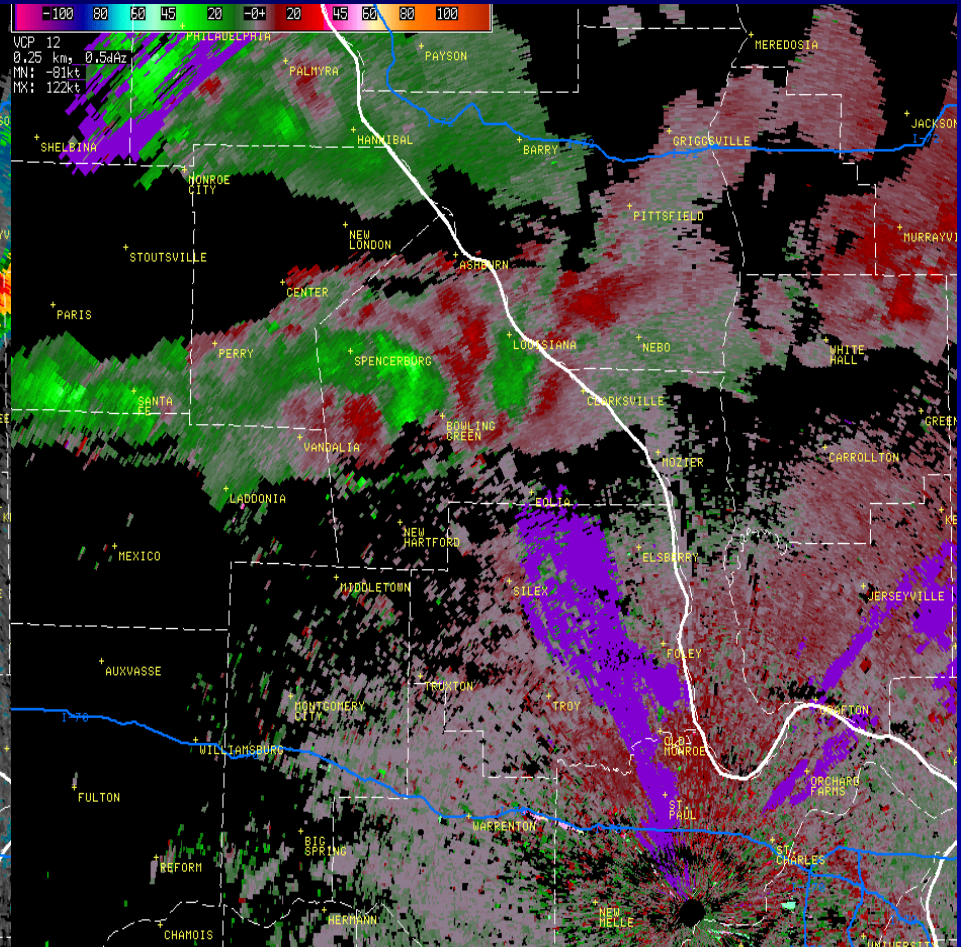 -100 80 60 45 20 -0+ 20 45 60 80 100
VCP 12
0.25 km, 0.5dAz
MN: -81kt
MX: 122kt
PHILADELPHIA
PAYSON
MEREDOSIA
PALMYRA
HANNIBAL
GRIGGSVILLE
JACKSON
SHELBINA
BARRY
MONROE
CITY
PITTSFIELD
NEW
LONDON
MURRAYVI
STOUTSVILLE
ASHBURN
CENTER
PARIS
PERRY
SPENCERBURG
LOUISIANA
NEBO
WHITE
HALL
SANTA
FE
CLARKSVILLE
BOWLING
GREEN
GREEN
VANDALIA
MOZIER
CARROLLTON
LADDONIA
EOLIA
NEW
HARTFORD
MEXICO
ELSBERRY
MIDDLETOWN
SILEX
JERSEYVILLE
FOLEY
AUXVASSE
TRUXTON
MONTGOMERY
CITY
TROY
GRAFTON
I-70
WILLIAMSBURG
OLD
MONROE
FULTON
ORCHARD
FARMS
ST.
PAUL
WARRENTON
BIG
SPRING
ST.
CHARLES
REFORM
HERMANN
NEW
MELLE
CHAMOIS
UNIVERSITY